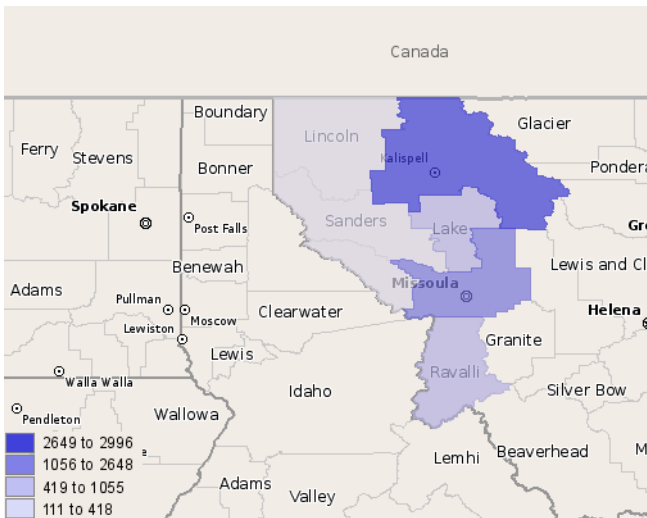 Canada
Boundary
Lincoln
Glacier
Ferry
Stevens
Bonner
Kalispell
Pondera
Spokane
Post Falls
Sanders
Lake
Gre
Benewah
Lewis and Cl
Adams
Pullman
Missoula
Moscow
Clearwater
Helena
Lewiston
Lewis
Granite
Walla Walla
Ravalli
Idaho
Silver Bow
Pendleton
Wallowa
e
Beaverhead
M
Lemhi
Adams
Valley
2649 to 2996
1056 to 2648
419 to 1055
111 to 418